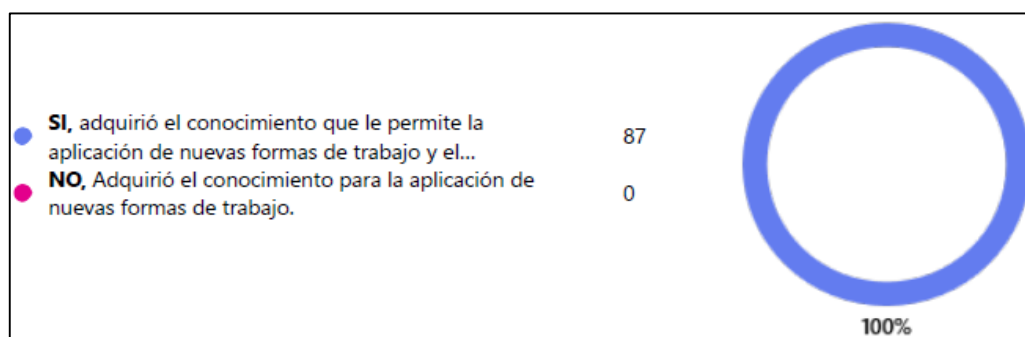 SI, adquirió el conocimiento que le permite la
aplicación de nuevas formas de trabajo y el...
87
NO, Adquirió el conocimiento para la aplicación de
nuevas formas de trabajo.
0
100%